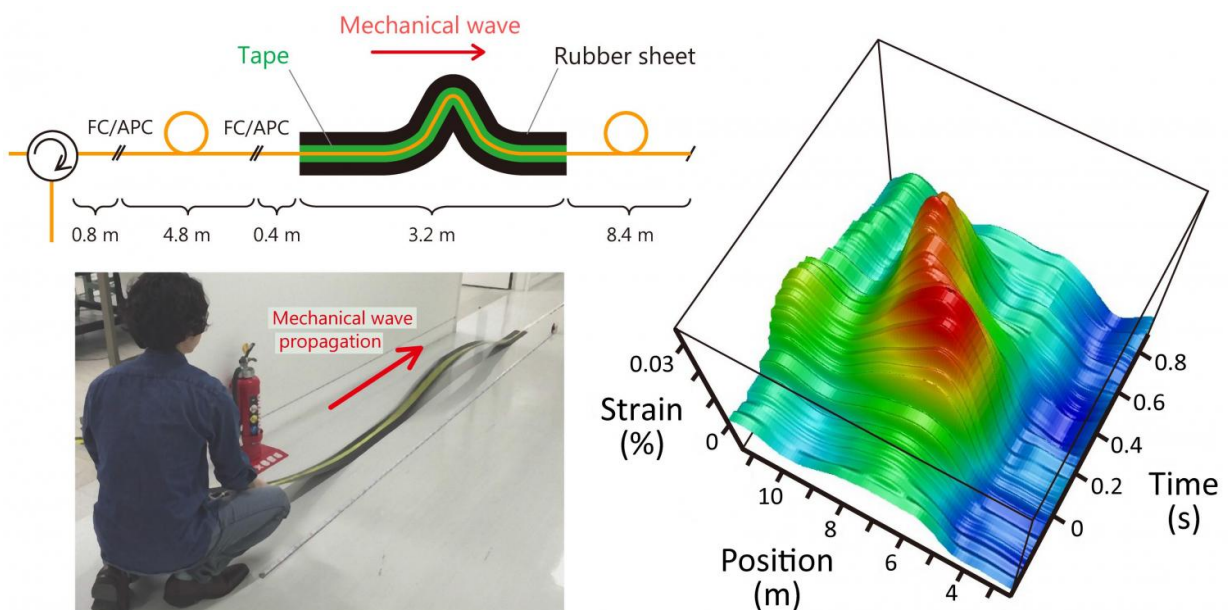 Mechanical wave
Tape
Rubber sheet
FC/APC
FC/APC
0.8 m
4.8 m
0.4 m
3.2 m
8.4 m
Mechanical wave
propagation
0.03
Strain
(%)
0
10
8
6
4
Position
(m)
0.8
0.6
0.4
0.2
0
Time
(s)